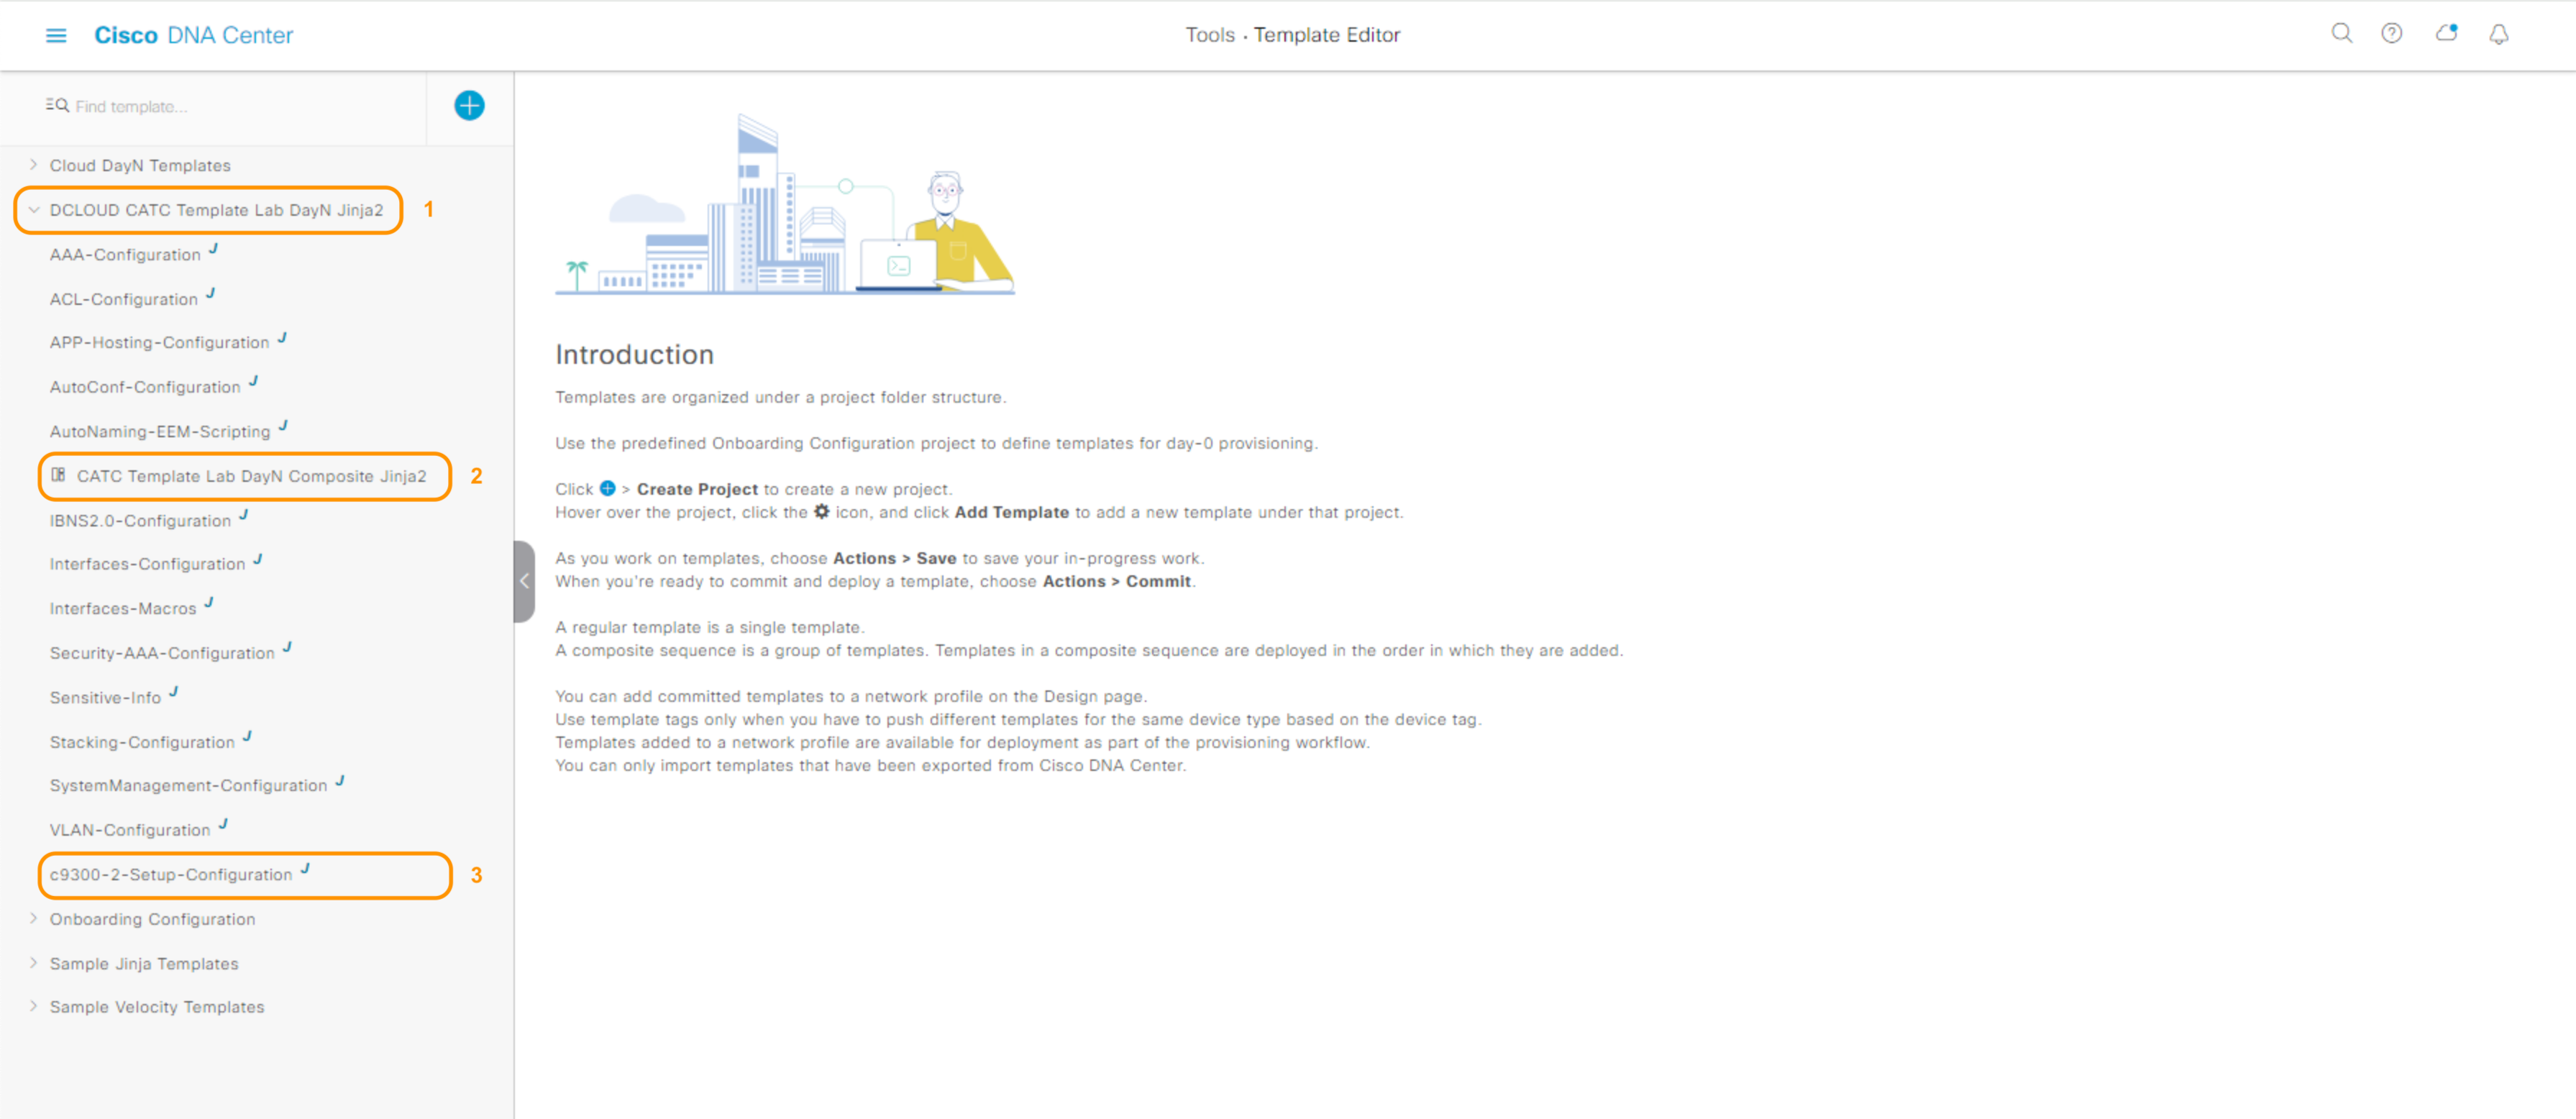 Cisco DNA Center
Tools · Template Editor
Find template...
Cloud DayN Templates
DCLOUD CATC Template Lab DayN Jinja2
1
AAA-Configuration J
ACL-Configuration J
APP-Hosting-Configuration J
AutoConf-Configuration J
AutoNaming-EEM-Scripting J
CATC Template Lab DayN Composite Jinja2
2
IBNS2.0-Configuration J
Interfaces-Configuration J
Interfaces-Macros J
Security-AAA-Configuration J
Sensitive-Info J
Stacking-Configuration J
SystemManagement-Configuration J
VLAN-Configuration J
c9300-2-Setup-Configuration J
3
Onboarding Configuration
Sample Jinja Templates
Sample Velocity Templates
Introduction
Templates are organized under a project folder structure.
Use the predefined Onboarding Configuration project to define templates for day-0 provisioning.
Click > Create Project to create a new project.
Hover over the project, click the icon, and click Add Template to add a new template under that project.
As you work on templates, choose Actions > Save to save your in-progress work.
When you're ready to commit and deploy a template, choose Actions > Commit.
A regular template is a single template.
A composite sequence is a group of templates. Templates in a composite sequence are deployed in the order in which they are added.
You can add committed templates to a network profile on the Design page.
Use template tags only when you have to push different templates for the same device type based on the device tag.
Templates added to a network profile are available for deployment as part of the provisioning workflow.
You can only import templates that have been exported from Cisco DNA Center.